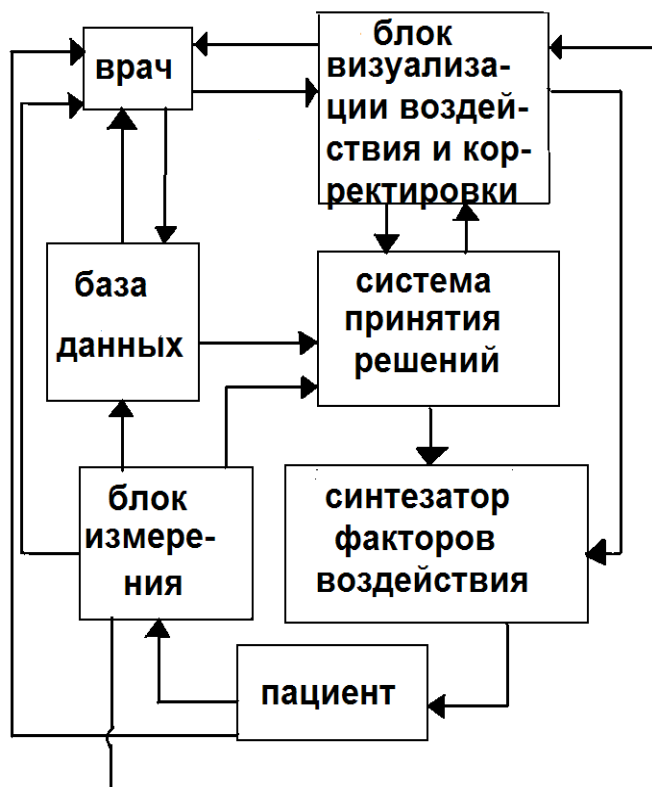 врач
блок
визуализа-
ции воздей-
ствия и кор-
ректировки
база
данных
система
принятия
решений
блок
измере-
ния
синтезатор
факторов
воздействия
пациент